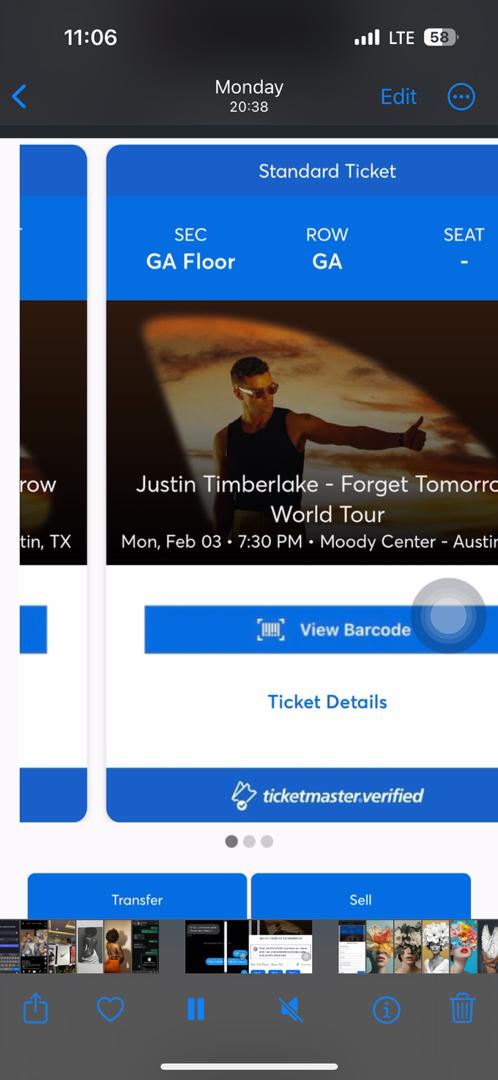 11:06
LTE 58
Monday
20:38
Edit
Standard Ticket
SEC ROW SEAT
GA Floor GA -
row
Justin Timberlake - Forget Tomorro
World Tour
tin, TX
Mon, Feb 03 • 7:30 PM • Moody Center - Austin
View Barcode
Ticket Details
ticketmaster.verified
Transfer Sell